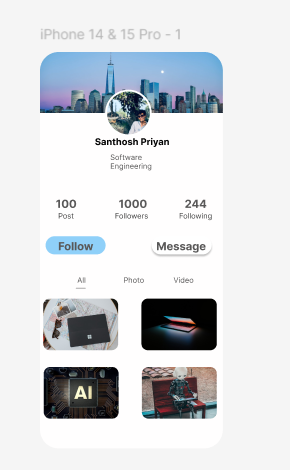 iPhone 14 & 15 Pro - 1
Santhosh Priyan
Software
Engineering
100 1000 244
Post Followers Following
Follow Message
All Photo Video
AI